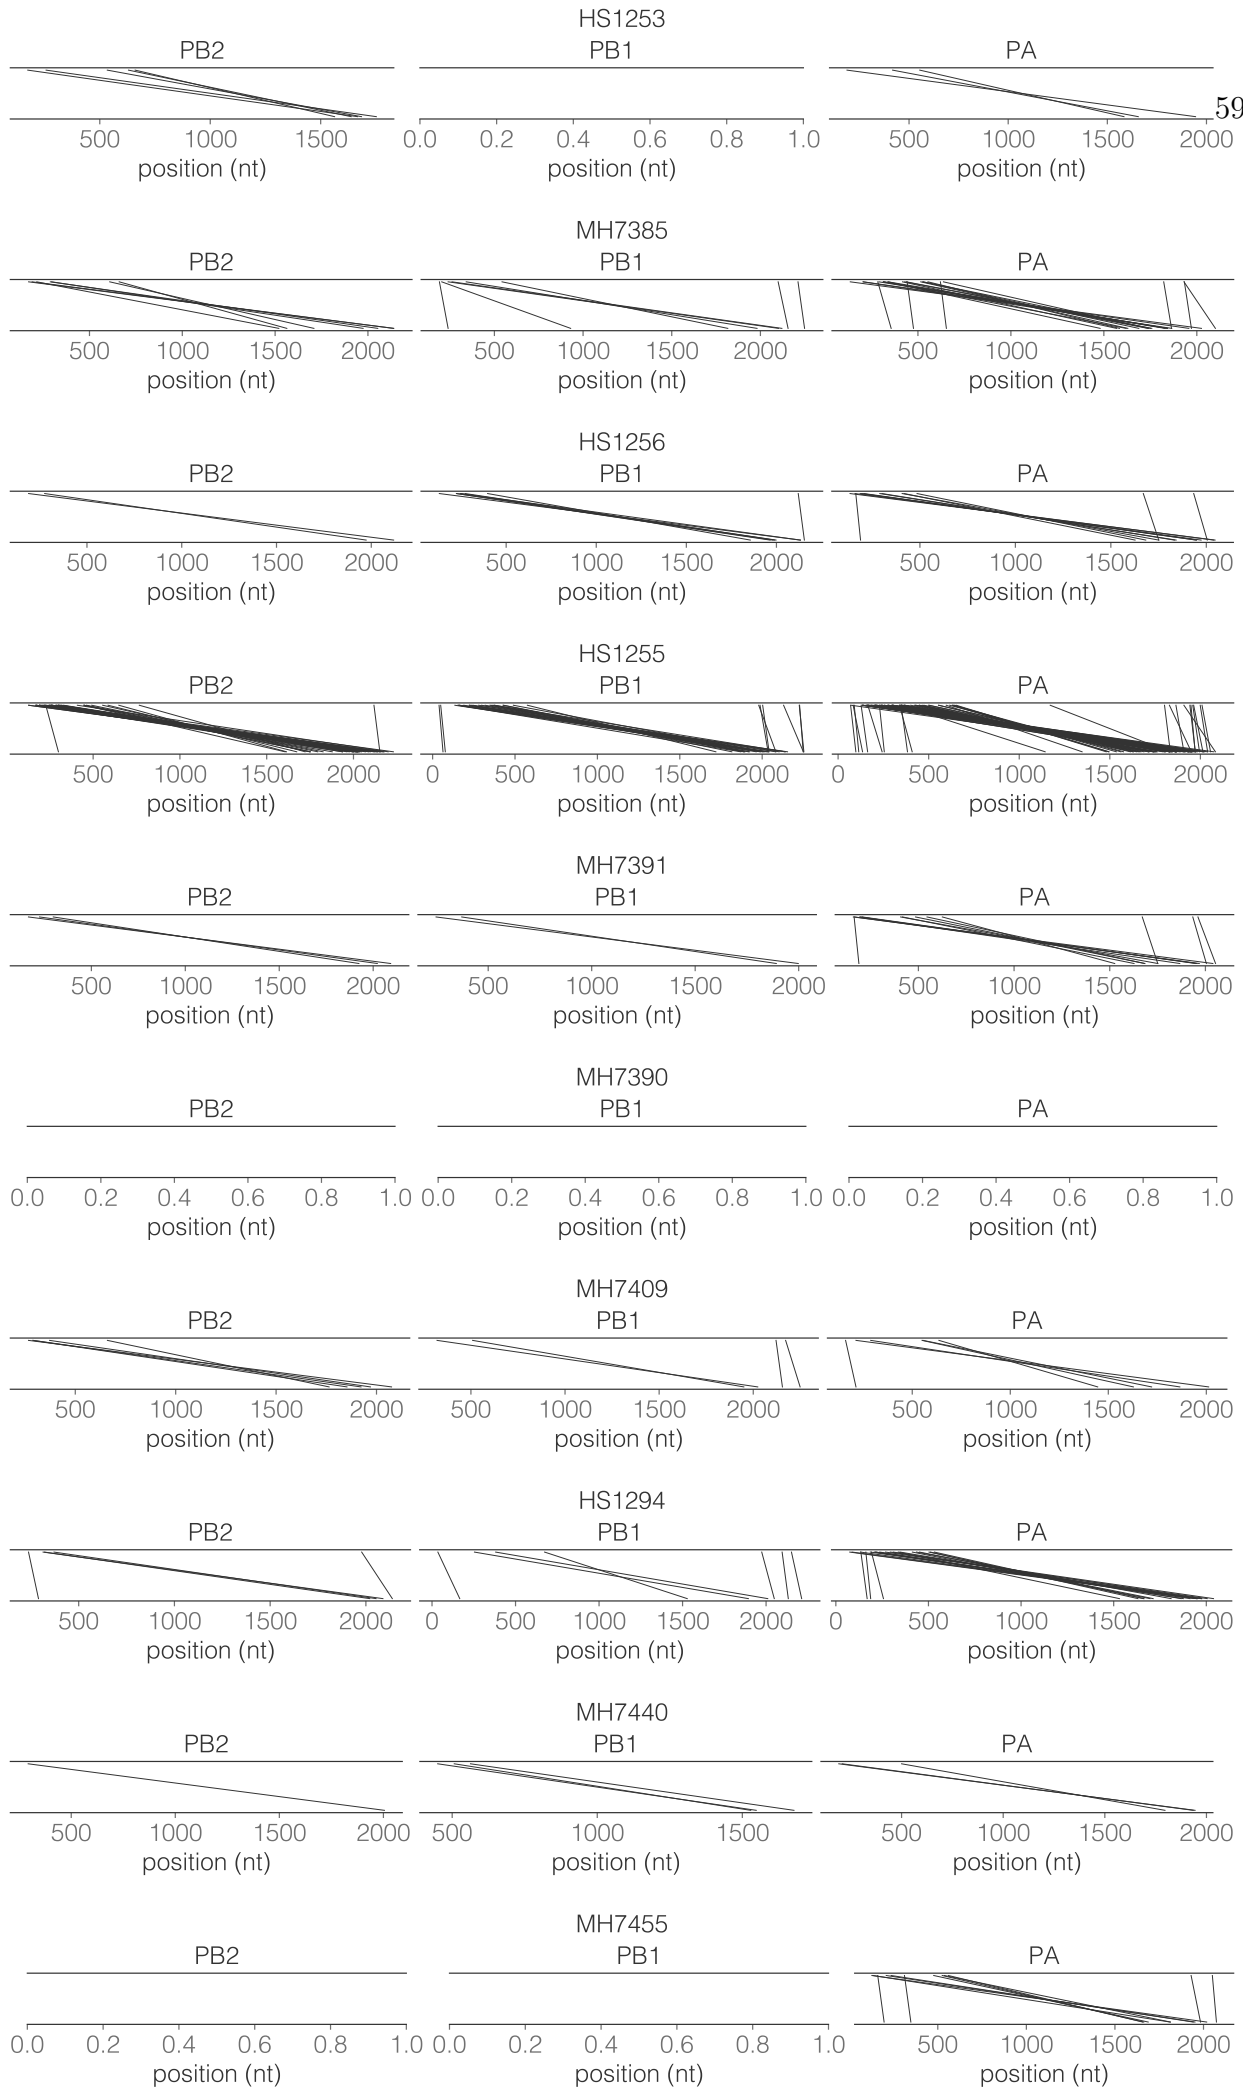 HS1253
PB2 PB1 PA
59
500 1000 1500 0.0 0.2 0.4 0.6 0.8 1.0 500 1000 1500 2000
position (nt) position (nt) position (nt)
MH7385
PB2 PB1 PA
500 1000 1500 2000 500 1000 1500 2000 500 1000 1500 2000
position (nt) position (nt) position (nt)
HS1256
PB2 PB1 PA
500 1000 1500 2000 500 1000 1500 2000 500 1000 1500 2000
position (nt) position (nt) position (nt)
HS1255
PB2 PB1 PA
500 1000 1500 2000 0 500 1000 1500 2000 0 500 1000 1500 2000
position (nt) position (nt) position (nt)
MH7391
PB2 PB1 PA
500 1000 1500 2000 500 1000 1500 2000 500 1000 1500 2000
position (nt) position (nt) position (nt)
MH7390
PB2 PB1 PA
0.0 0.2 0.4 0.6 0.8 1.0 0.0 0.2 0.4 0.6 0.8 1.0 0.0 0.2 0.4 0.6 0.8 1.0
position (nt) position (nt) position (nt)
MH7409
PB2 PB1 PA
500 1000 1500 2000 500 1000 1500 2000 500 1000 1500 2000
position (nt) position (nt) position (nt)
HS1294
PB2 PB1 PA
500 1000 1500 2000 0 500 1000 1500 2000 0 500 1000 1500 2000
position (nt) position (nt) position (nt)
MH7440
PB2 PB1 PA
500 1000 1500 2000 500 1000 1500 500 1000 1500 2000
position (nt) position (nt) position (nt)
MH7455
PB2 PB1 PA
0.0 0.2 0.4 0.6 0.8 1.0 0.0 0.2 0.4 0.6 0.8 1.0 500 1000 1500 2000
position (nt) position (nt) position (nt)